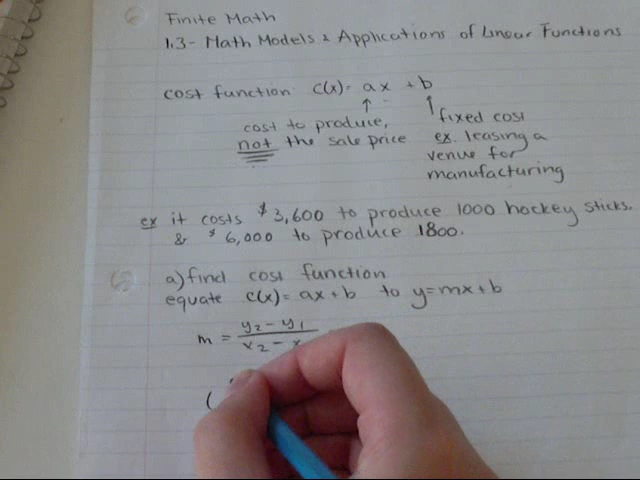 Finite Math
1.3 - Math Models & Applications of Linear Functions
cost function: C(x) = ax + b
cost to produce,
not the sale price
fixed cost
ex. leasing a
venue for
manufacturing
ex it costs $3,600 to produce 1000 hockey sticks.
& $6,000 to produce 1800.
a) find cost function
equate C(x) = ax + b to y = mx + b
m = y₂ - y₁
x₂ - x
(